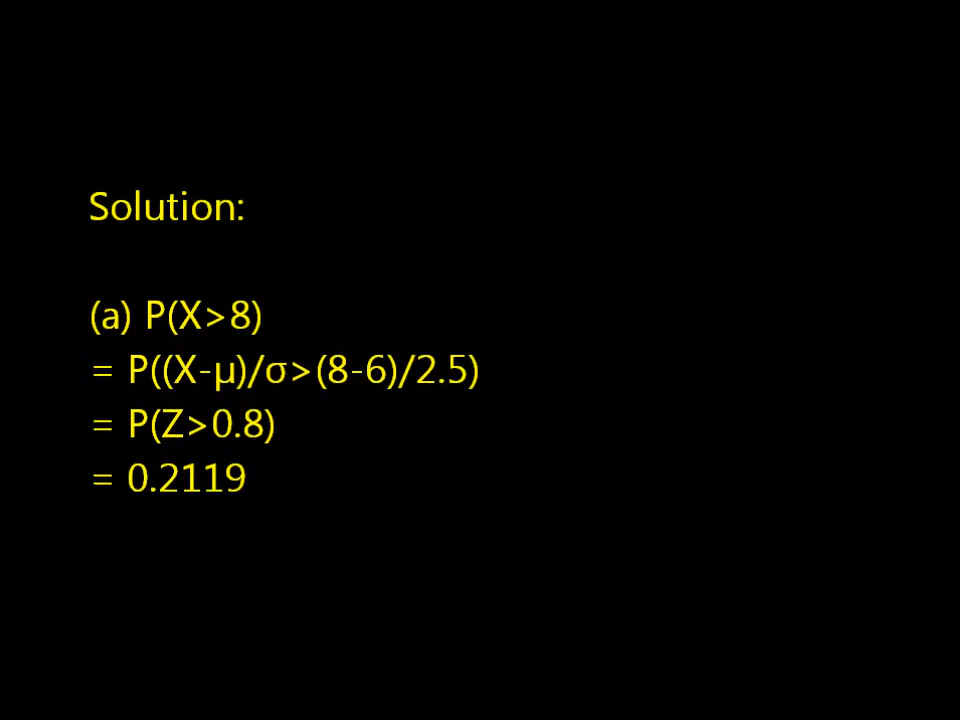 Solution:
(a) P(X>8)
= P((X-μ)/σ>(8-6)/2.5)
= P(Z>0.8)
= 0.2119